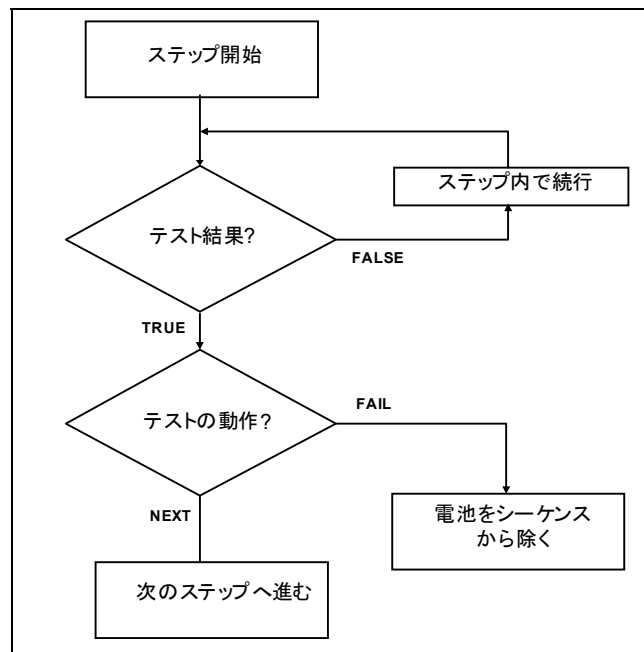 ステップ開始
ステップ内で続行
テスト結果?
FALSE
TRUE
テストの動作?
FAIL
NEXT
電池をシーケンス
から除く
次のステップへ進む